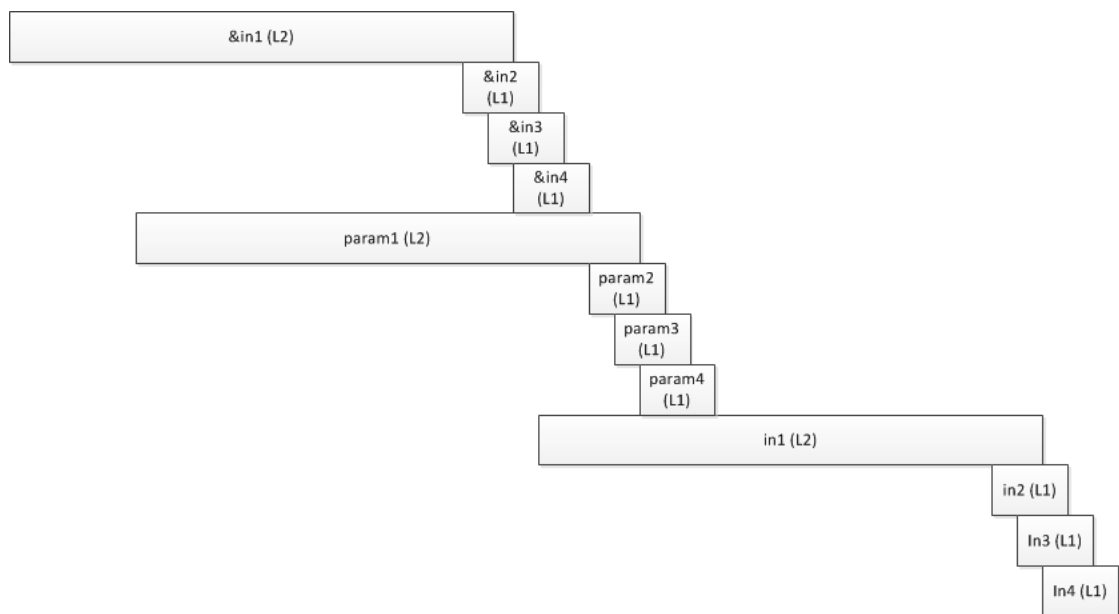 &in1 (L2)
&in2
(L1)
&in3
(L1)
&in4
(L1)
param1 (L2)
param2
(L1)
param3
(L1)
param4
(L1)
in1 (L2)
in2 (L1)
In3 (L1)
In4 (L1)